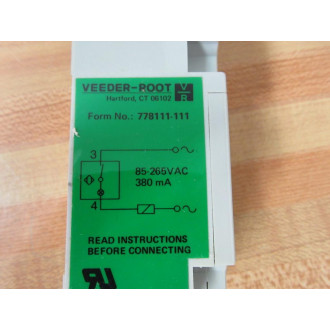 VEEDER-ROOT V/R
Hartford, CT 06102
Form No.: 778111-111
3
85-265VAC
380 mA
4
READ INSTRUCTIONS
BEFORE CONNECTING